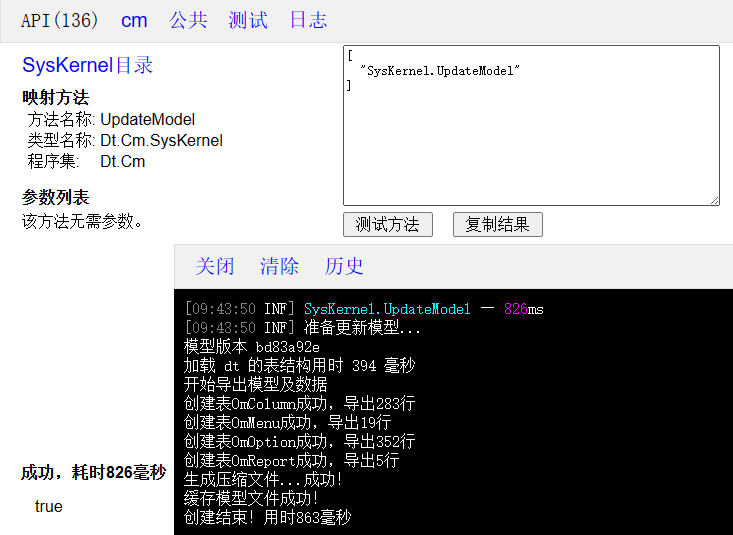 API(136) cm 公共 测试 日志
SysKernel目录
映射方法
方法名称: UpdateModel
类型名称: Dt.Cm.SysKernel
程序集: Dt.Cm
参数列表
该方法无需参数。
[
"SysKernel.UpdateModel"
]
测试方法 复制结果
关闭 清除 历史
[09:43:50 INF] SysKernel.UpdateModel — 826ms
[09:43:50 INF] 准备更新模型...
模型版本 bd83a92e
加载 dt 的表结构用时 394 毫秒
开始导出模型及数据
创建表OmColumn成功，导出283行
创建表OmMenu成功，导出19行
创建表OmOption成功，导出352行
创建表OmReport成功，导出5行
生成压缩文件...成功！
缓存模型文件成功！
创建结束！用时863毫秒
成功，耗时826毫秒
true